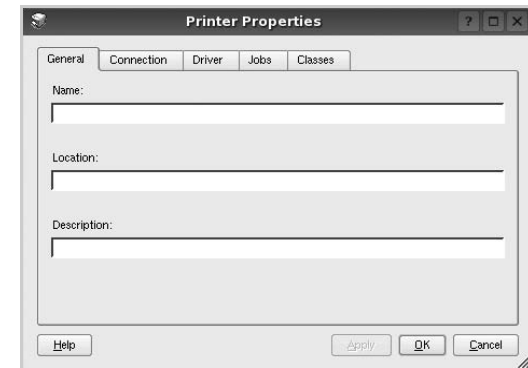 Printer Properties
General Connection Driver Jobs Classes
Name:
Location:
Description:
Help Apply OK Cancel